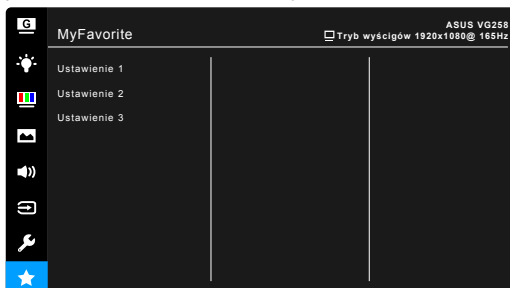 G
MyFavorite
ASUS VG258
Tryb wyścigów 1920x1080@ 165Hz
Ustawienie 1
Ustawienie 2
Ustawienie 3